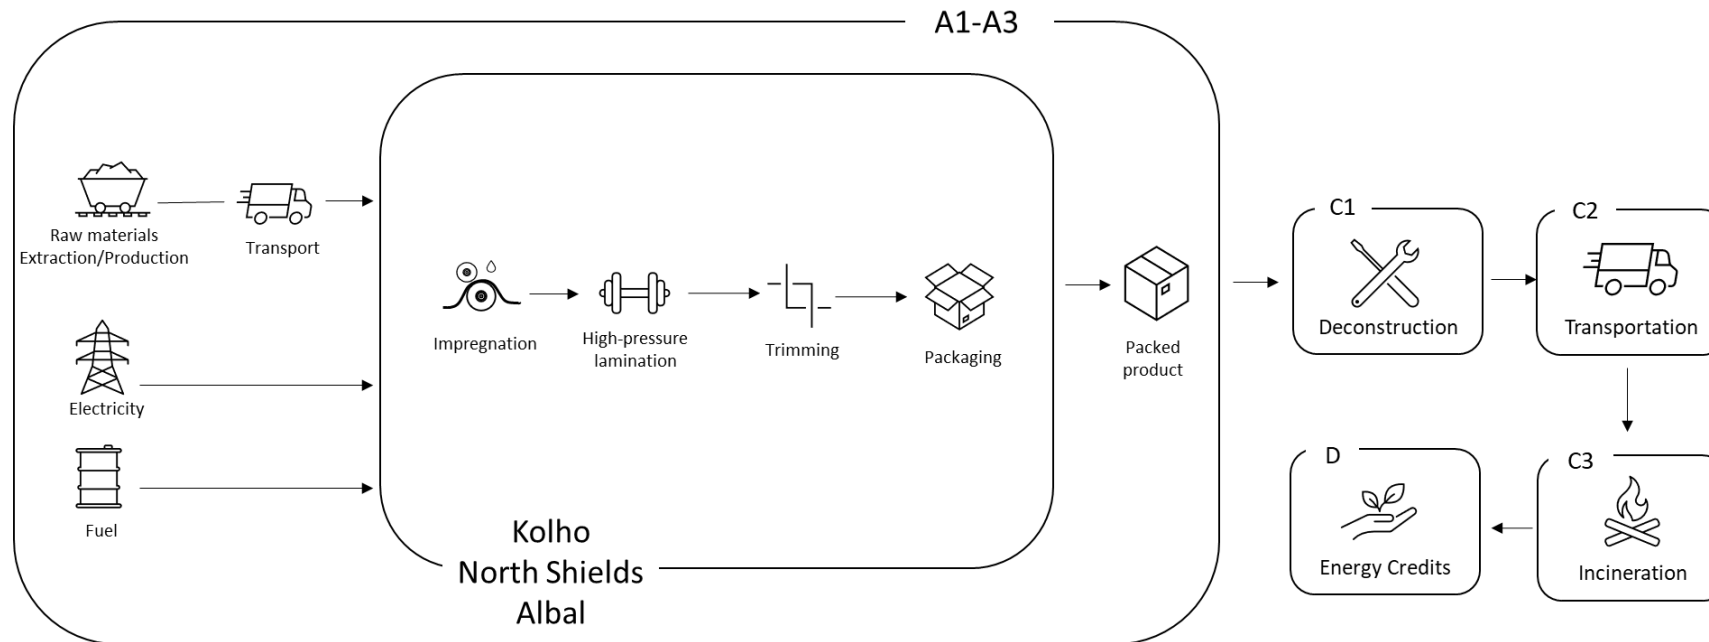 A1-A3
Raw materials
Extraction/Production
Transport
Electricity
Fuel
Impregnation
High-pressure
lamination
Trimming
Packaging
Kolho
North Shields
Albal
Packed
product
C1
Deconstruction
C2
Transportation
C3
Incineration
D
Energy Credits